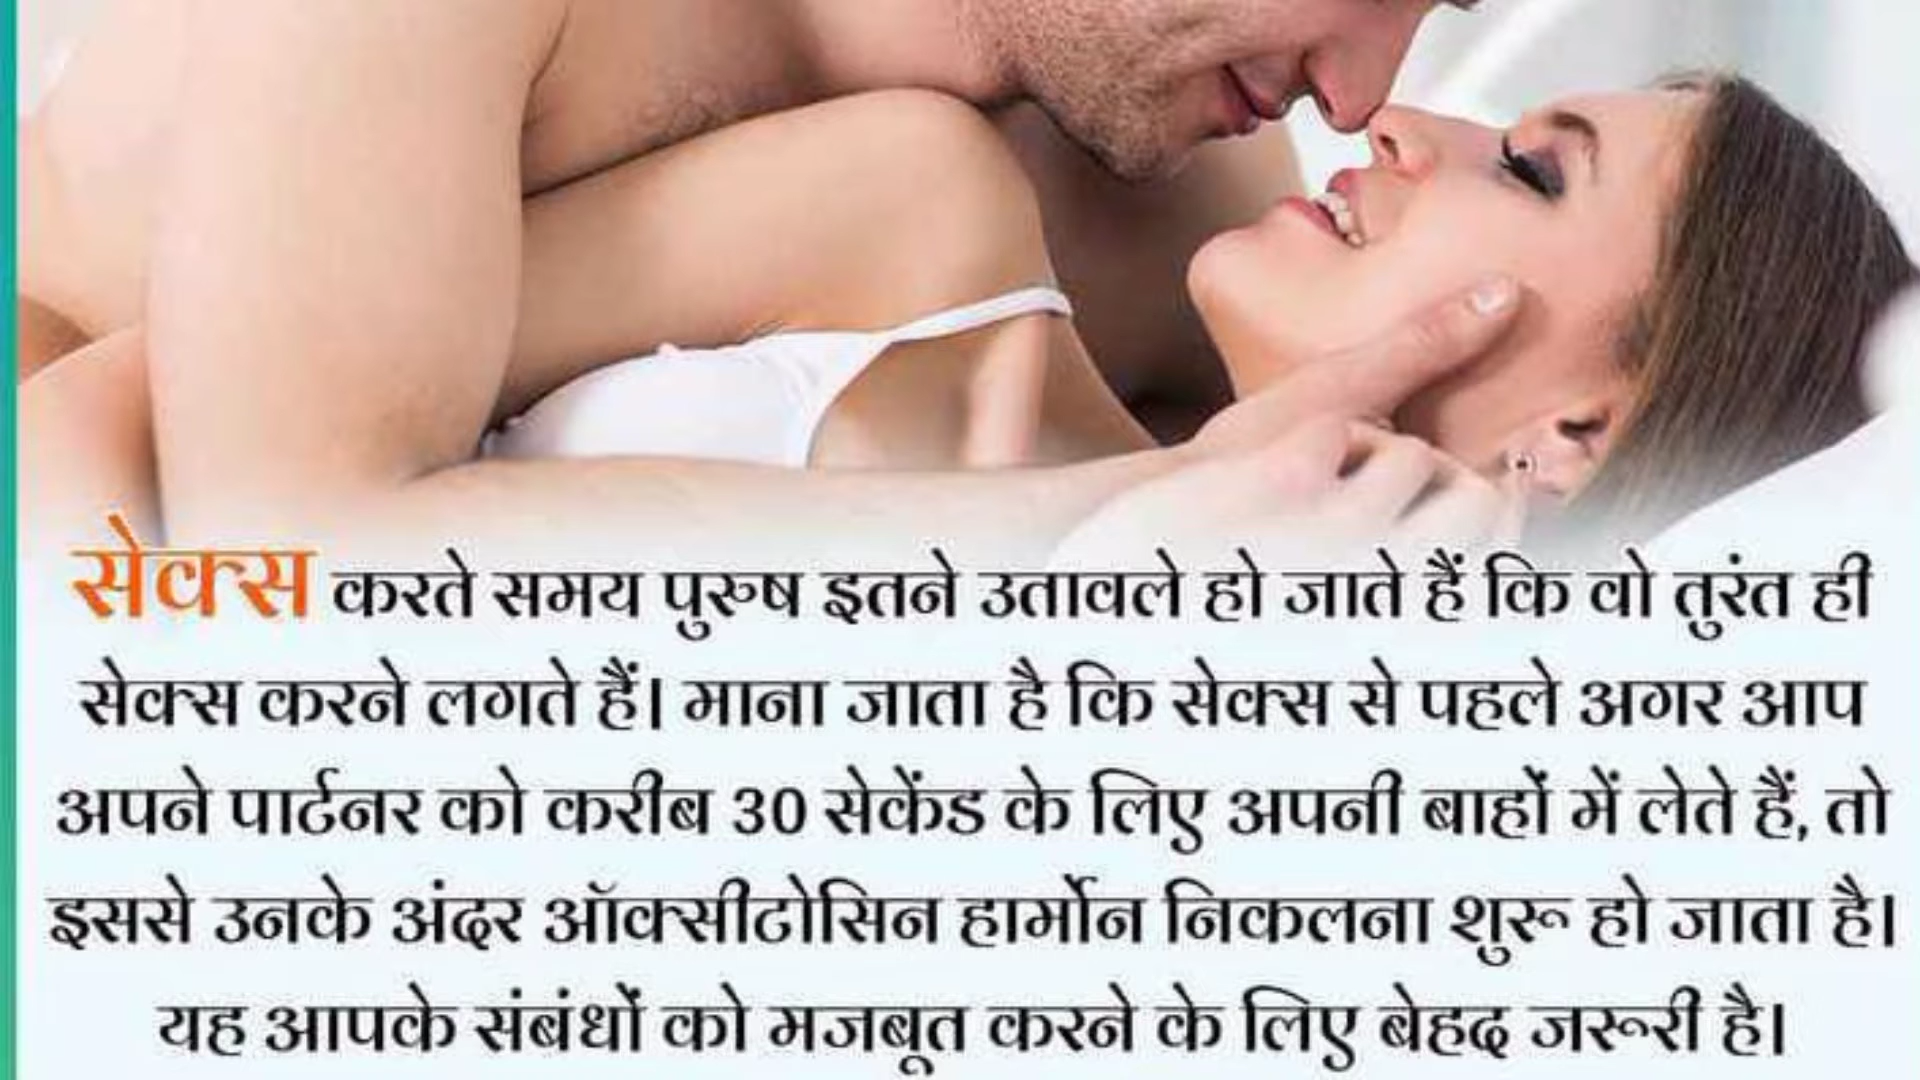 सेक्स करते समय पुरुष इतने उतावले हो जाते हैं कि वो तुरंत ही
सेक्स करने लगते हैं। माना जाता है कि सेक्स से पहले अगर आप
अपने पार्टनर को करीब 30 सेकेंड के लिए अपनी बाहों में लेते हैं, तो
इससे उनके अंदर ऑक्सीटोसिन हार्मोन निकलना शुरू हो जाता है।
यह आपके संबंधों को मजबूत करने के लिए बेहद जरूरी है।